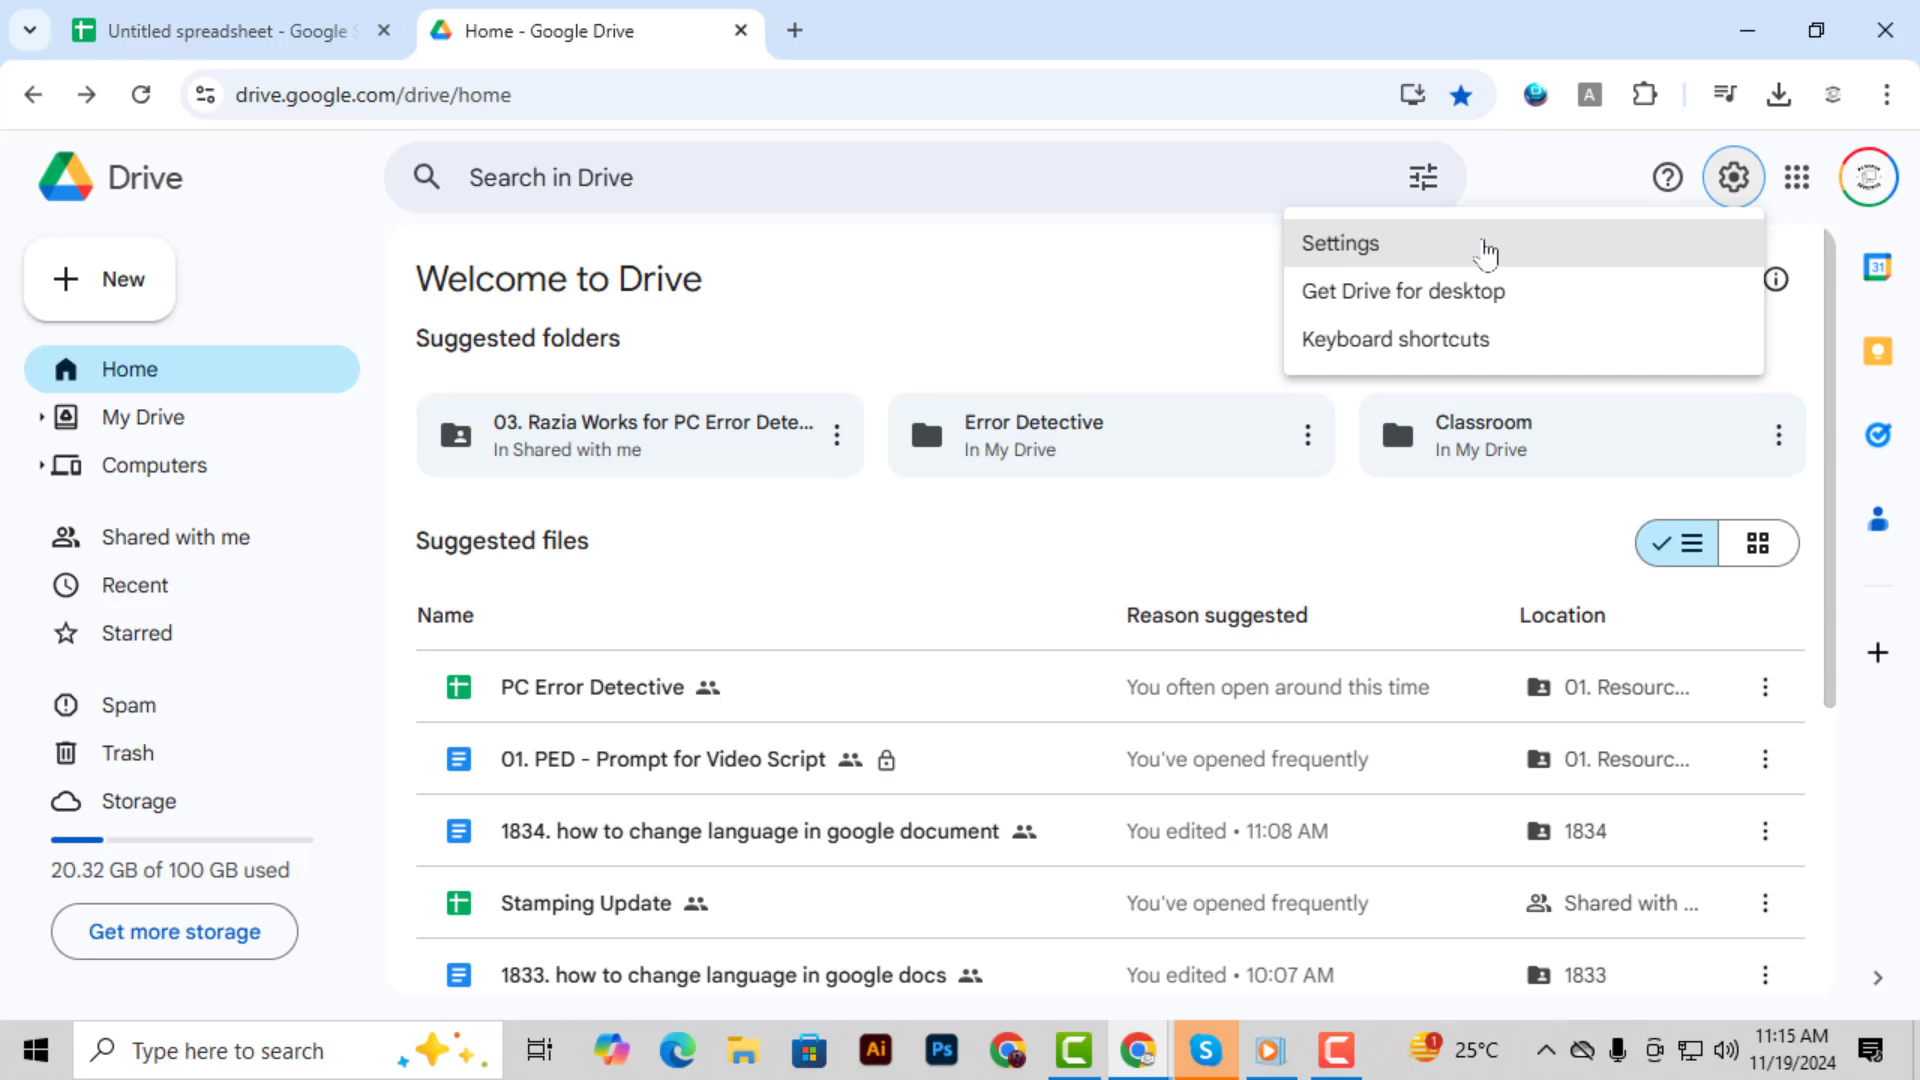 Untitled spreadsheet - Google S
Home - Google Drive
drive.google.com/drive/home
A
Drive
Search in Drive
Settings
Get Drive for desktop
Keyboard shortcuts
New
Welcome to Drive
31
Suggested folders
Home
My Drive
Computers
03. Razia Works for PC Error Dete...
In Shared with me
Error Detective
In My Drive
Classroom
In My Drive
Shared with me
Recent
Starred
Suggested files
Name
Reason suggested
Location
PC Error Detective
You often open around this time
01. Resourc...
Spam
Trash
Storage
01. PED - Prompt for Video Script
You've opened frequently
01. Resourc...
1834. how to change language in google document
You edited • 11:08 AM
1834
20.32 GB of 100 GB used
Get more storage
Stamping Update
You've opened frequently
Shared with ...
1833. how to change language in google docs
You edited • 10:07 AM
1833
Type here to search
Ai
Ps
S
1
25°C
11:15 AM
11/19/2024